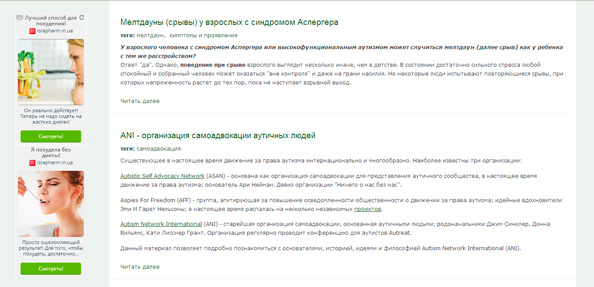 Лучший способ для
похудения!
israpharm.in.ua
Он реально действует!
Теперь не надо сидеть на
жестких диетах!
Смотреть!
Я похудела без
диеты!
israpharm.in.ua
Просто ошеломляющий
результат! Для того, чтобы
похудеть, достаточно...
Смотреть!
Мелтдауны (срывы) у взрослых с синдромом Аспергера
теги: мелтдаун, симптомы и проявления
У взрослого человека с синдромом Аспергера или высокофункциональным аутизмом может случиться мелтдаун (далее срыв) как у ребенка
с тем же расстройством?
Ответ "да". Однако, поведение при срыве взрослого выглядит несколько иначе, чем в детстве. В состоянии достаточно сильного стресса любой
спокойный и собранный человек может оказаться "вне контроля" и даже на грани насилия. Но некоторые люди испытывают повторяющиеся срывы, при
которых напряженность растет до тех пор, пока не наступает взрывной выход.
Читать далее
ANI - организация самоадвокации аутичных людей
теги: самоадвокация
Существующее в настоящее время движение за права аутизма интернационально и многообразно. Наиболее известны три организации:
Autistic Self Advocacy Network (ASAN) - основана как организация самоадвокации для представления аутичного сообщества, в настоящее время
движение за права аутизма; основатель Ари Нейман. Девиз организации "Ничего о нас без нас".
Aspies For Freedom (AFF) - группа, агитирующая за повышение осведомленности общественности о движении за права аутизма; идейные вдохновители
Эми И Гарет Нельсоны; в настоящее время распалась на несколько независимых проектов.
Autism Network International (ANI) - старейшая организация самоадвокации, основанная аутичными людьми; родоначальники Джим Синклер, Донна
Вильямс, Кати Лисснер Грант. Организация регулярно проводит конференцию для аутистов Autreat.
Данный материал позволяет подробно познакомиться с основателями, историей, идеями и философией Autism Network International (ANI).
Читать далее